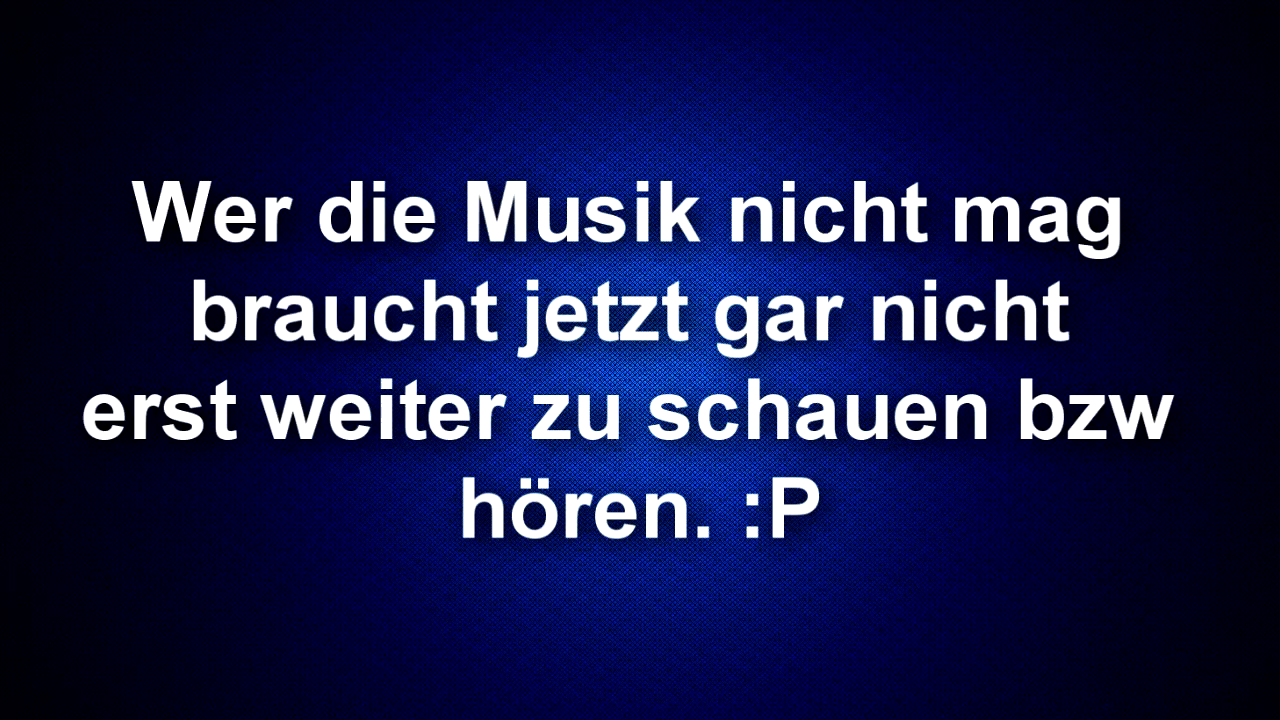 Wer die Musik nicht mag
braucht jetzt gar nicht
erst weiter zu schauen bzw
hören. :P